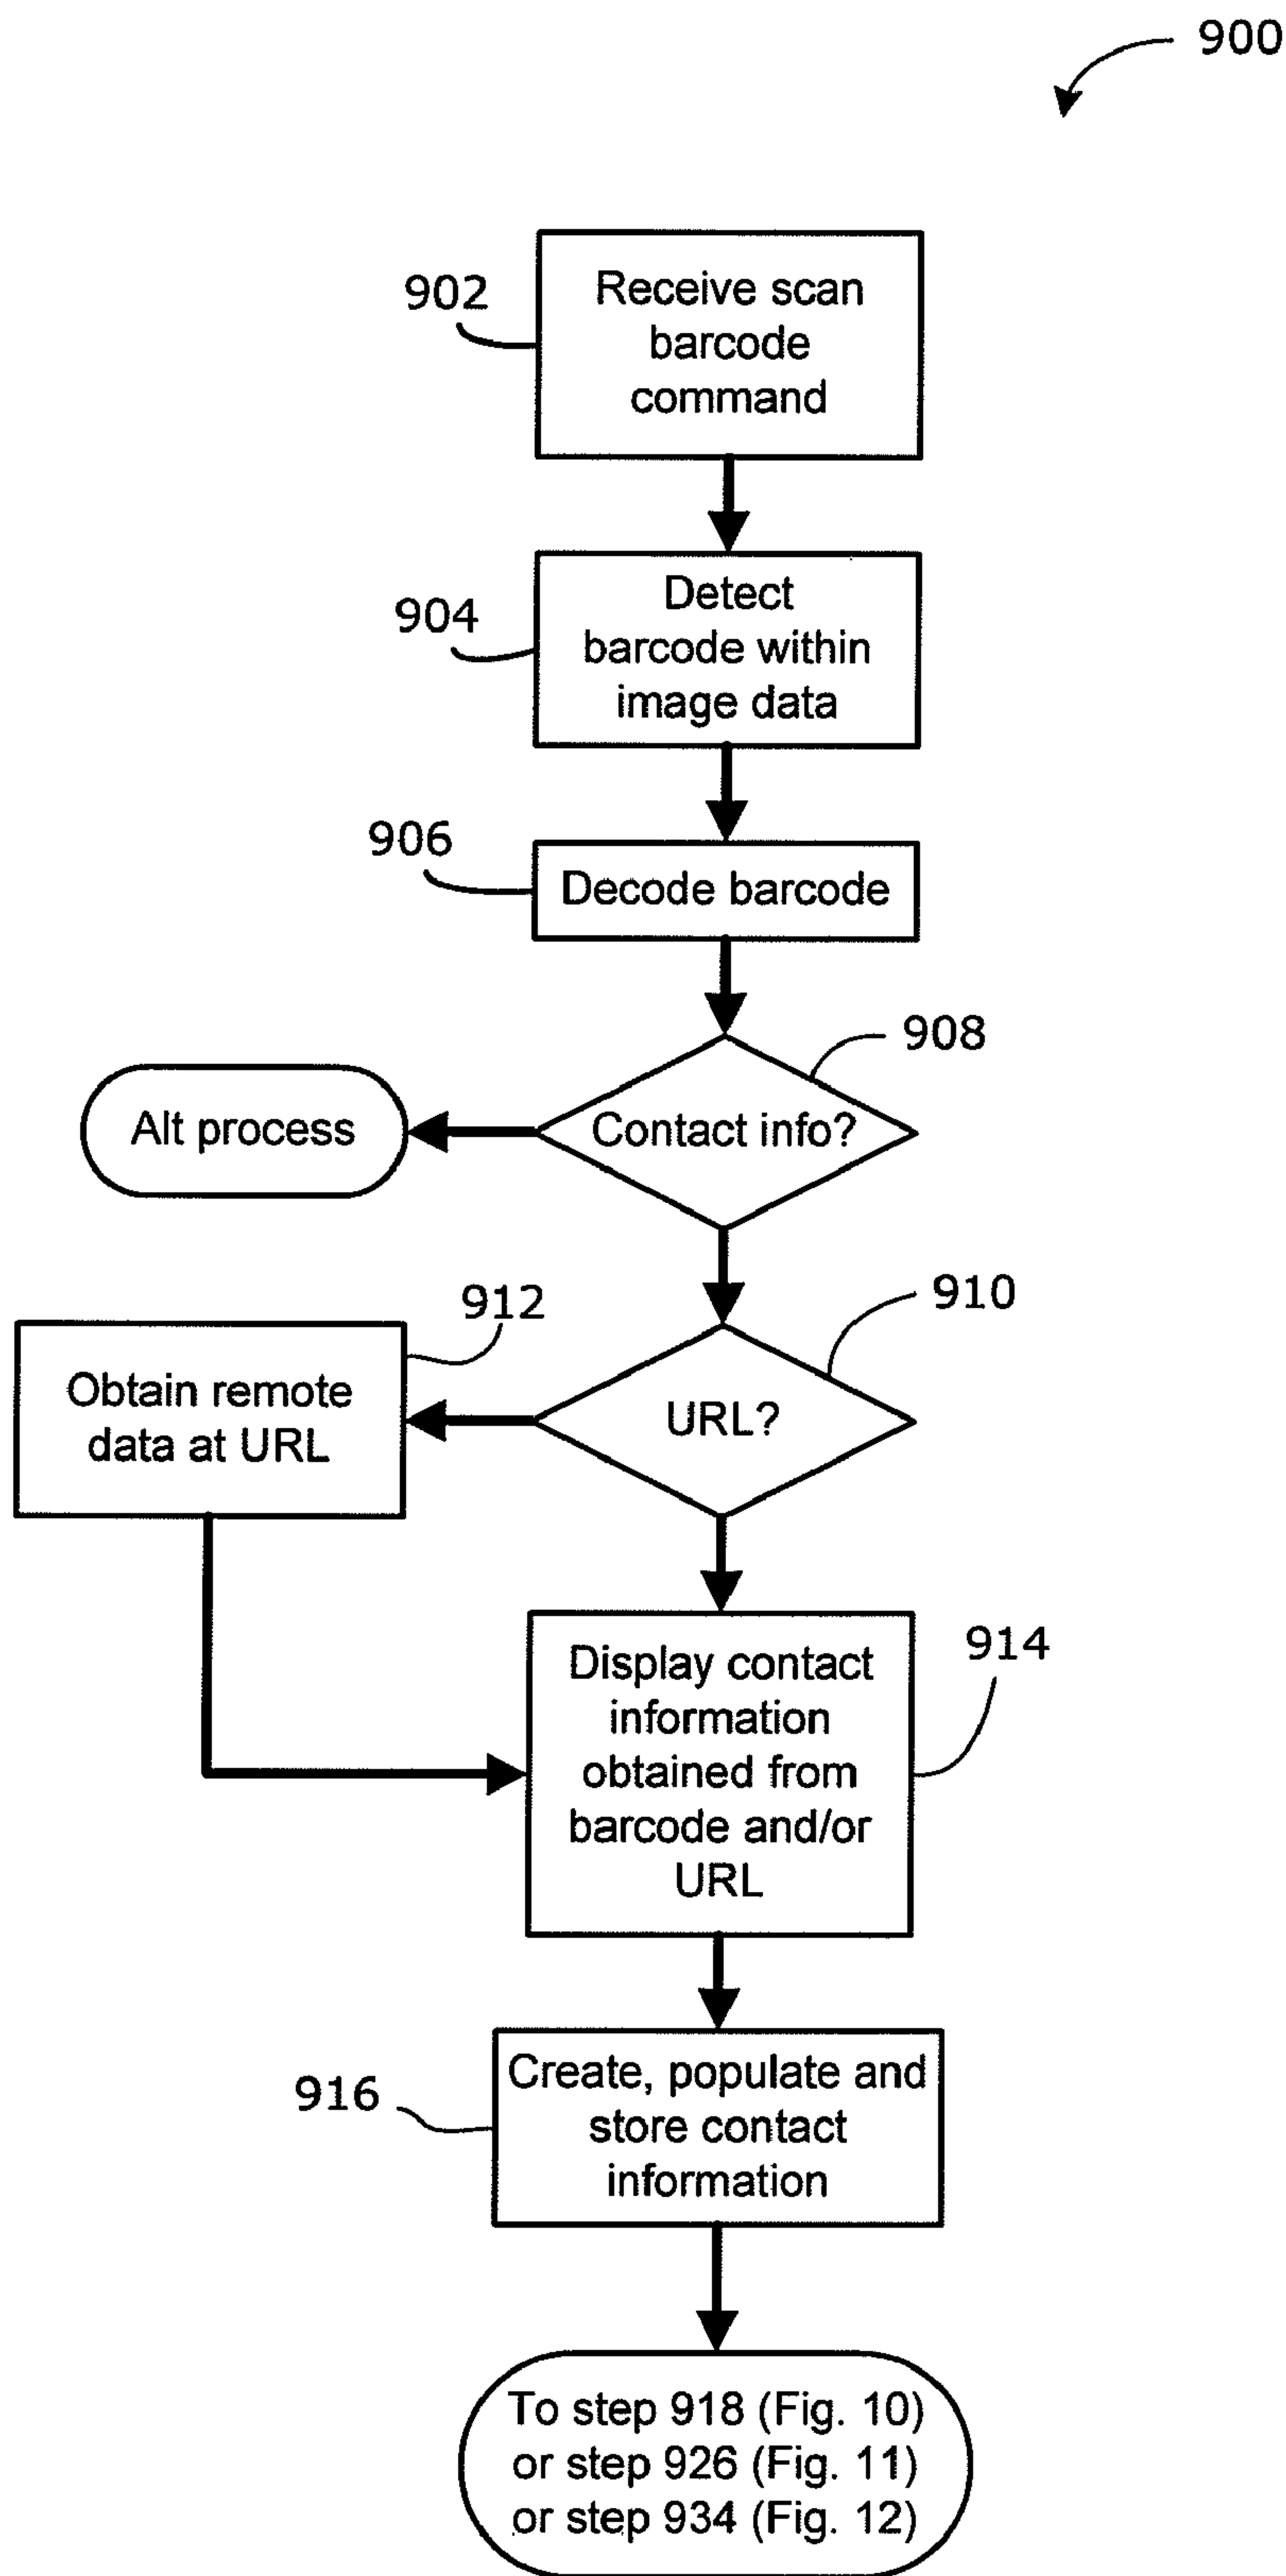 900
902
Receive scan
barcode
command
904
Detect
barcode within
image data
906
Decode barcode
908
Contact info?
Alt process
910
URL?
912
Obtain remote
data at URL
914
Display contact
information
obtained from
barcode and/or
URL
916
Create, populate and
store contact
information
To step 918 (Fig. 10)
or step 926 (Fig. 11)
or step 934 (Fig. 12)